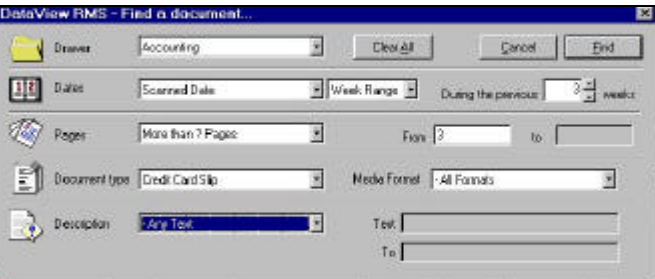 DataView RMS - Find a document...
Drawer Accounting Clear All Cancel Find
Dates Scanned Date Week Range During the previous 3 weeks
Pages More than ? Pages From 3 to
Document type Credit Card Slip Media Format - All Formats
Description - Any Text Text
To